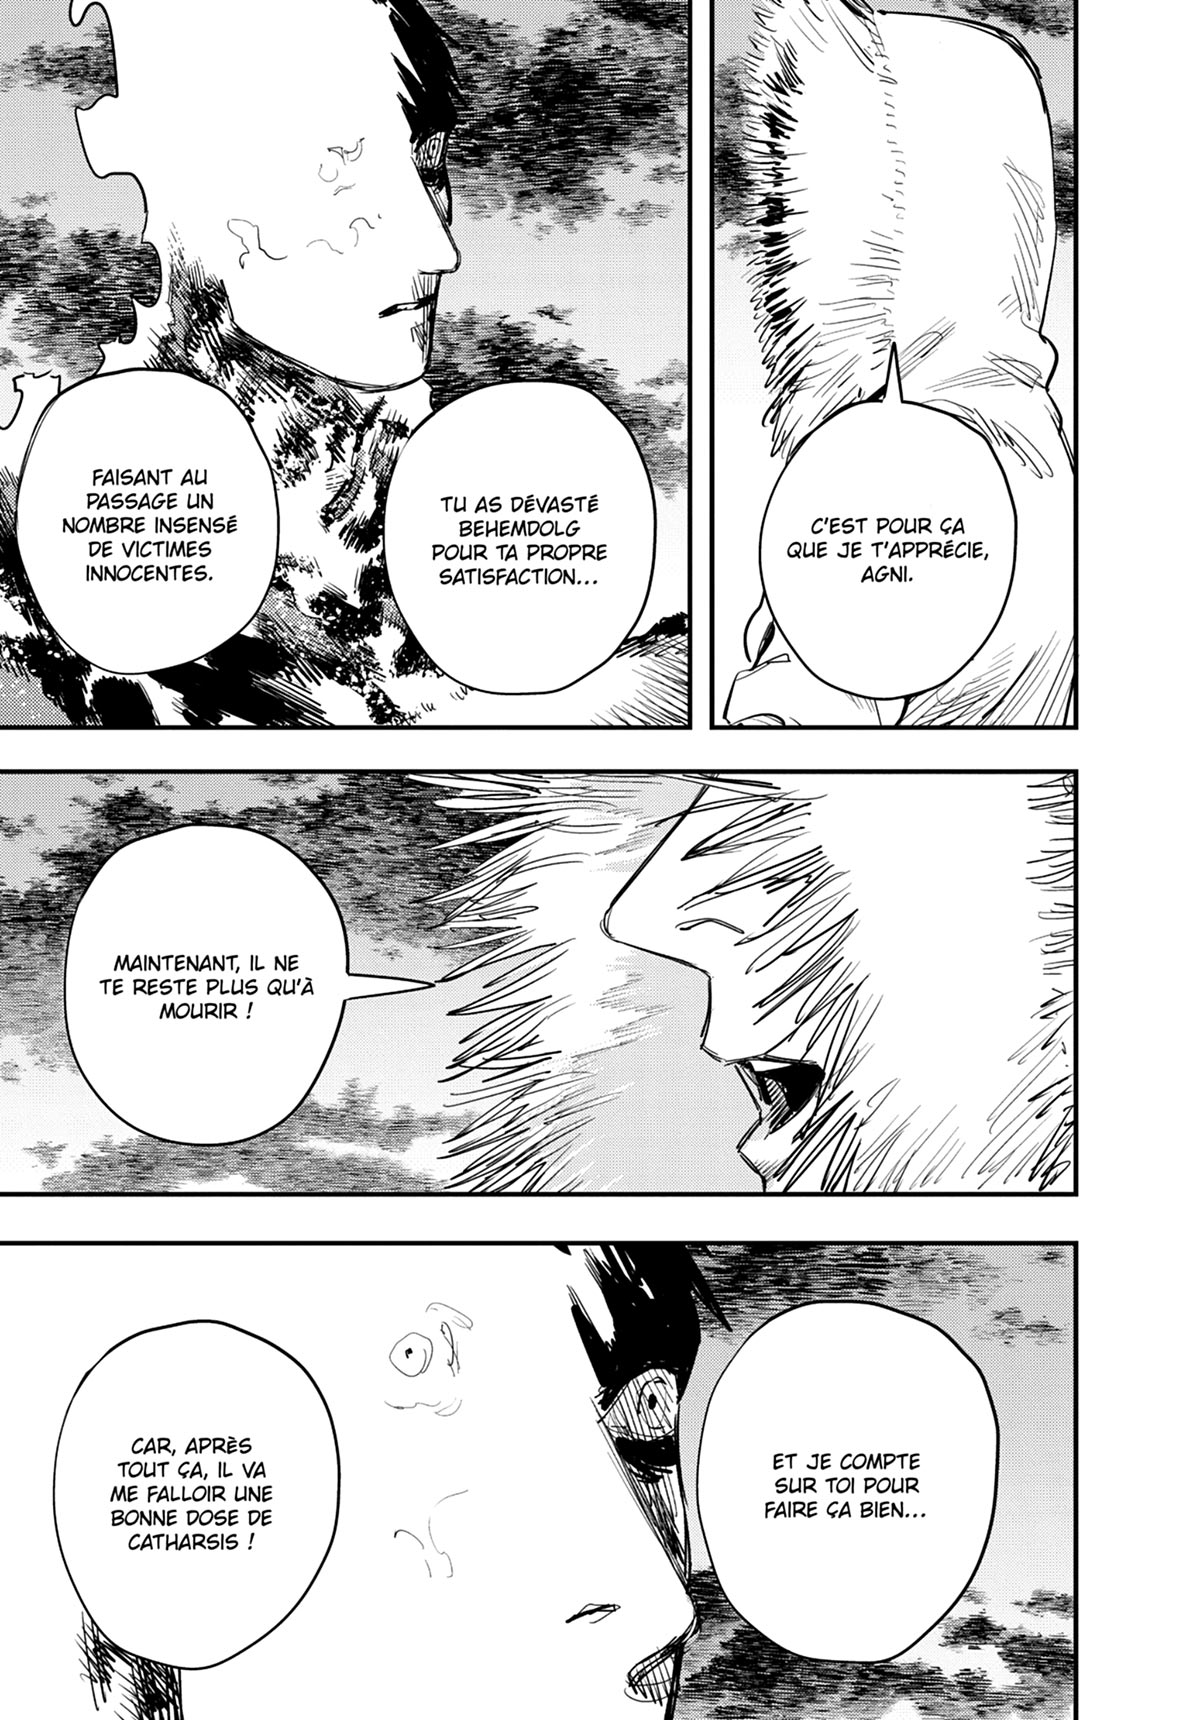 C'EST POUR ÇA
QUE JE T'APPRÉCIE,
AGNI.
TU AS DÉVASTÉ
BEHEMDOLG
POUR TA PROPRE
SATISFACTION...
FAISANT AU
PASSAGE UN
NOMBRE INSENSÉ
DE VICTIMES
INNOCENTES.
MAINTENANT, IL NE
TE RESTE PLUS QU'À
MOURIR !
ET JE COMPTE
SUR TOI POUR
FAIRE ÇA BIEN...
CAR, APRÈS
TOUT ÇA, IL VA
ME FALLOIR UNE
BONNE DOSE DE
CATHARSIS !